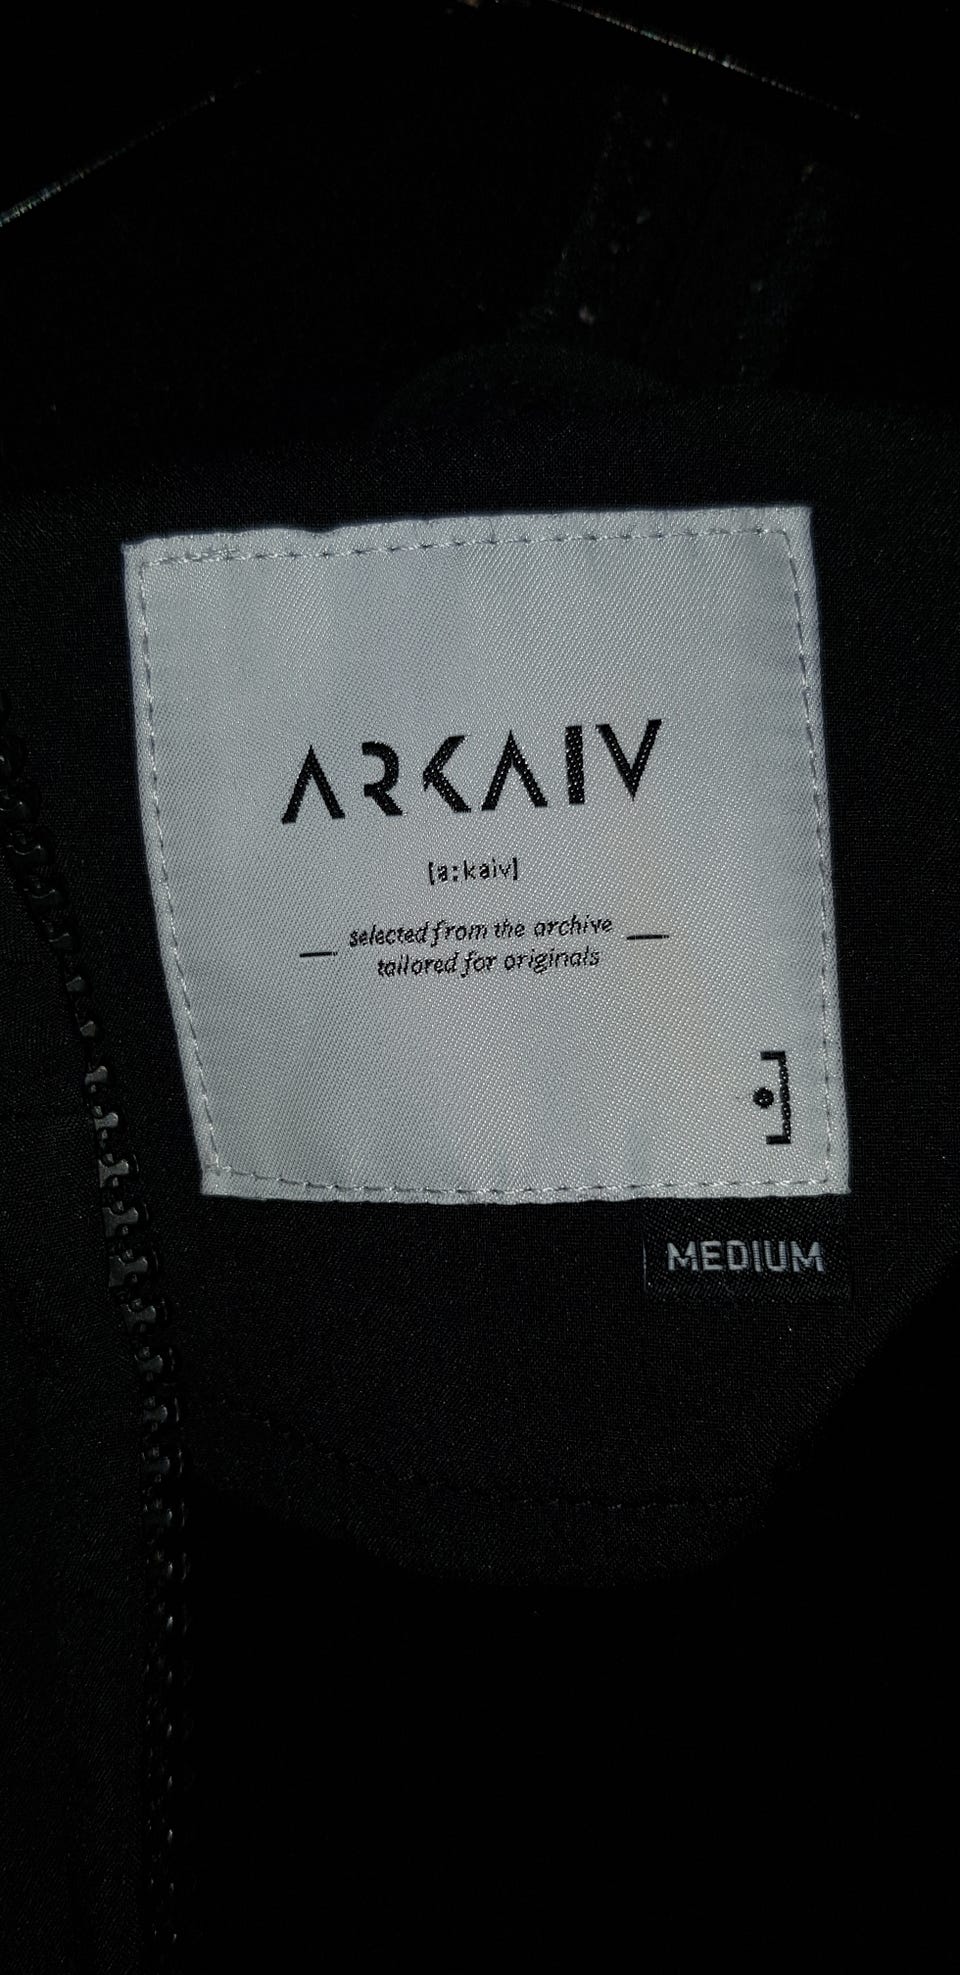 ARKAIV
[a:kaiv]
selected from the archive
tailored for originals
MEDIUM